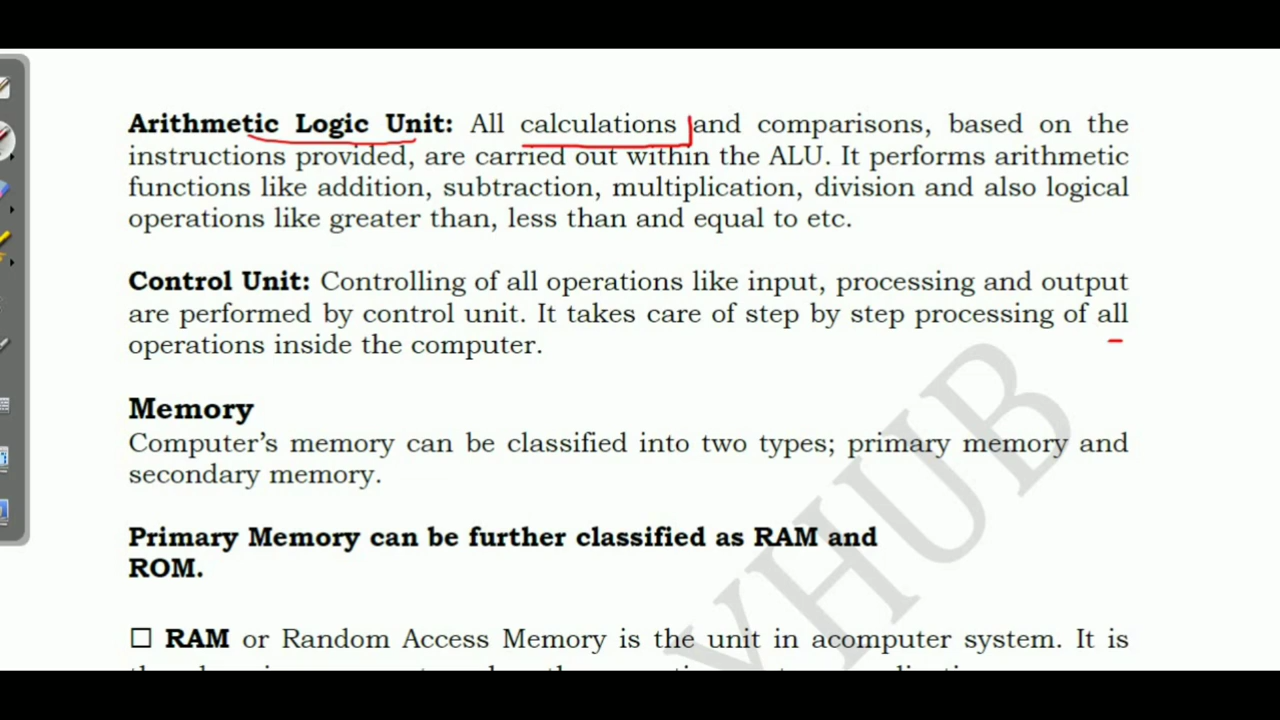 Arithmetic Logic Unit: All calculations and comparisons, based on the
instructions provided, are carried out within the ALU. It performs arithmetic
functions like addition, subtraction, multiplication, division and also logical
operations like greater than, less than and equal to etc.
Control Unit: Controlling of all operations like input, processing and output
are performed by control unit. It takes care of step by step processing of all
operations inside the computer.
Memory
Computer’s memory can be classified into two types; primary memory and
secondary memory.
Primary Memory can be further classified as RAM and
ROM.
☐ RAM or Random Access Memory is the unit in acomputer system. It is
YHUB